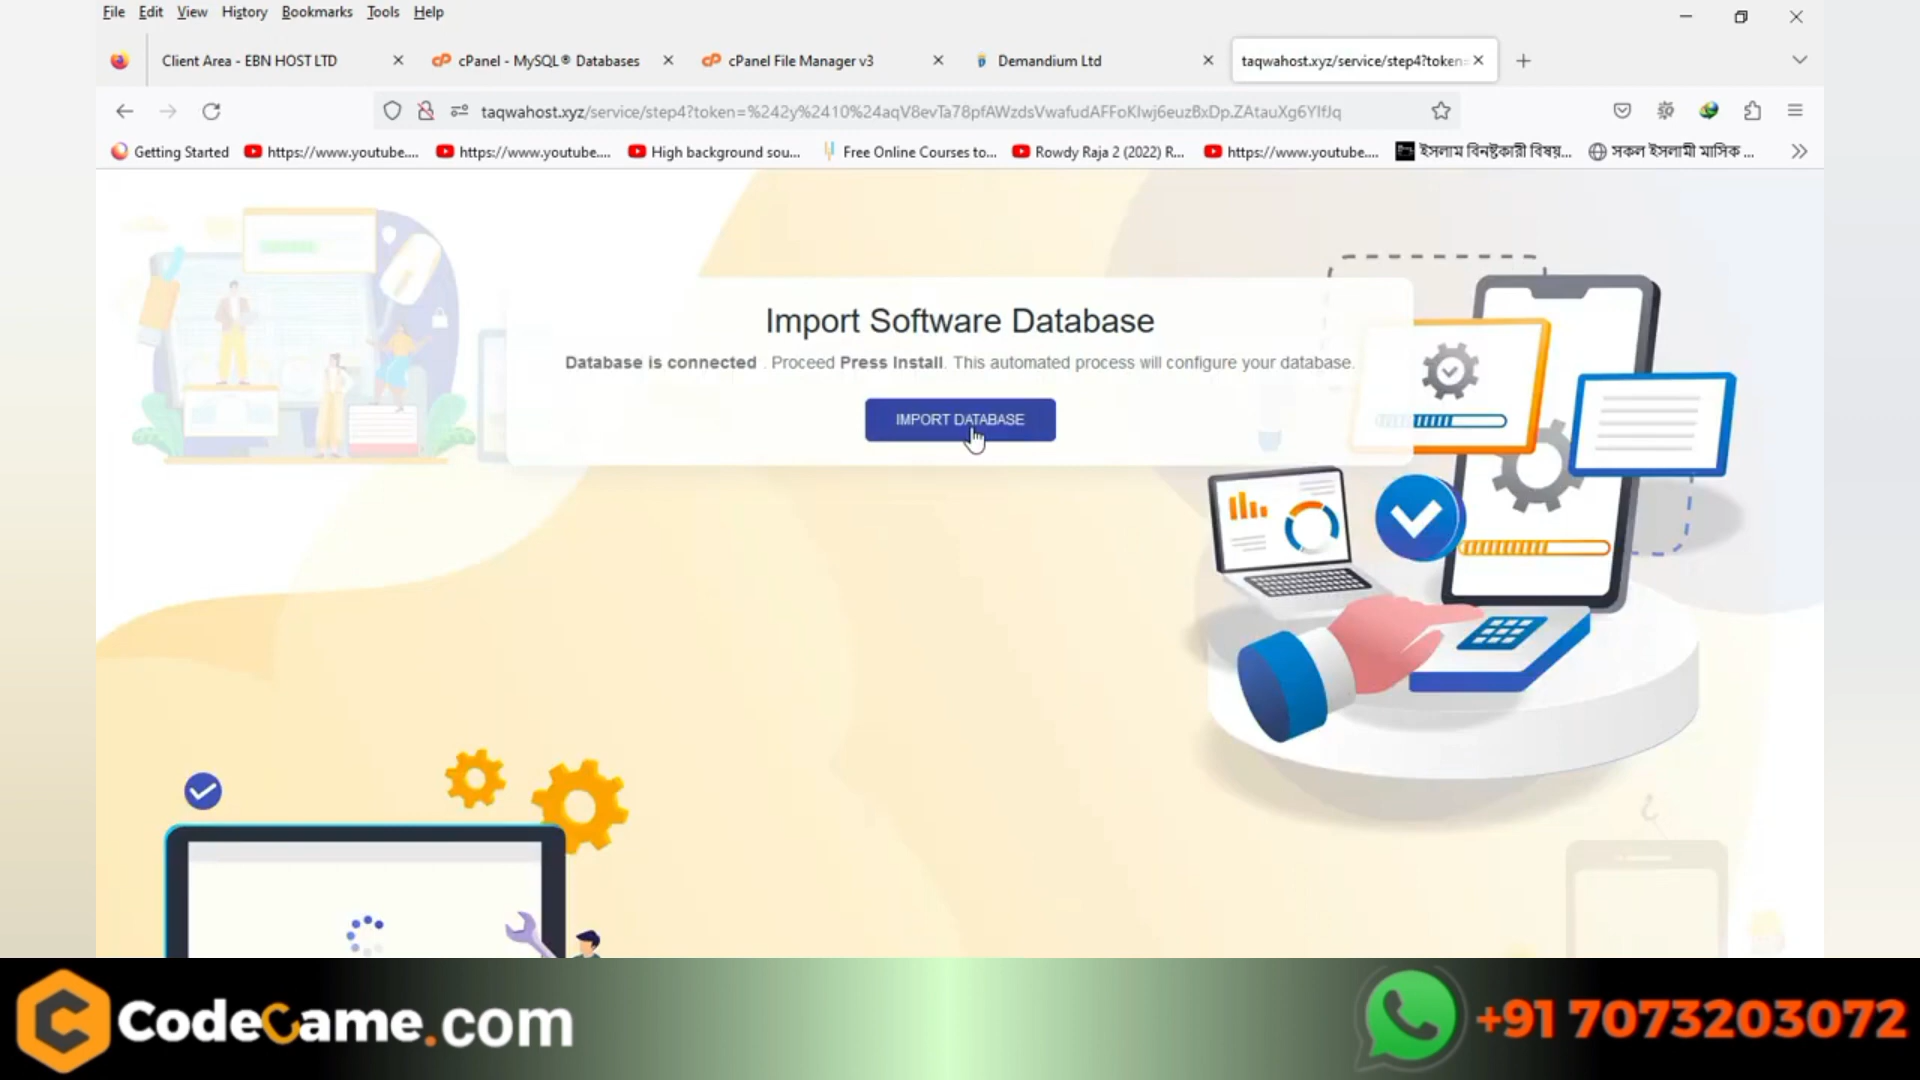 File Edit View History Bookmarks Tools Help
Client Area - EBN HOST LTD
cPanel - MySQL® Databases
cPanel File Manager v3
Demandium Ltd
taqwahost.xyz/service/step4?token=
taqwahost.xyz/service/step4?token=%242y%2410%24aqV8evTa78pfAWzdsVwafudAFFoKlwj6euzBxDp.ZAtauXg6YIfJq
Getting Started
https://www.youtube....
https://www.youtube....
High background sou...
Free Online Courses to...
Rowdy Raja 2 (2022) R...
https://www.youtube....
ইসলাম বিনষ্টকারী বিষয়...
সকল ইসলামী মাসিক ...
Import Software Database
Database is connected . Proceed Press Install. This automated process will configure your database.
IMPORT DATABASE
CodeCame.com
+91 7073203072